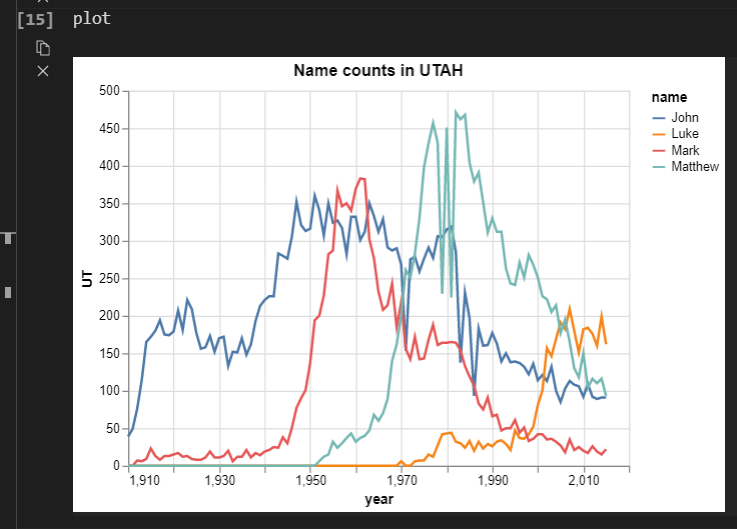 [15] plot
Name counts in UTAH
500
450
400
350
300
250
200
150
100
50
0
UT
1,910 1,930 1,950 1,970 1,990 2,010
year
name
John
Luke
Mark
Matthew